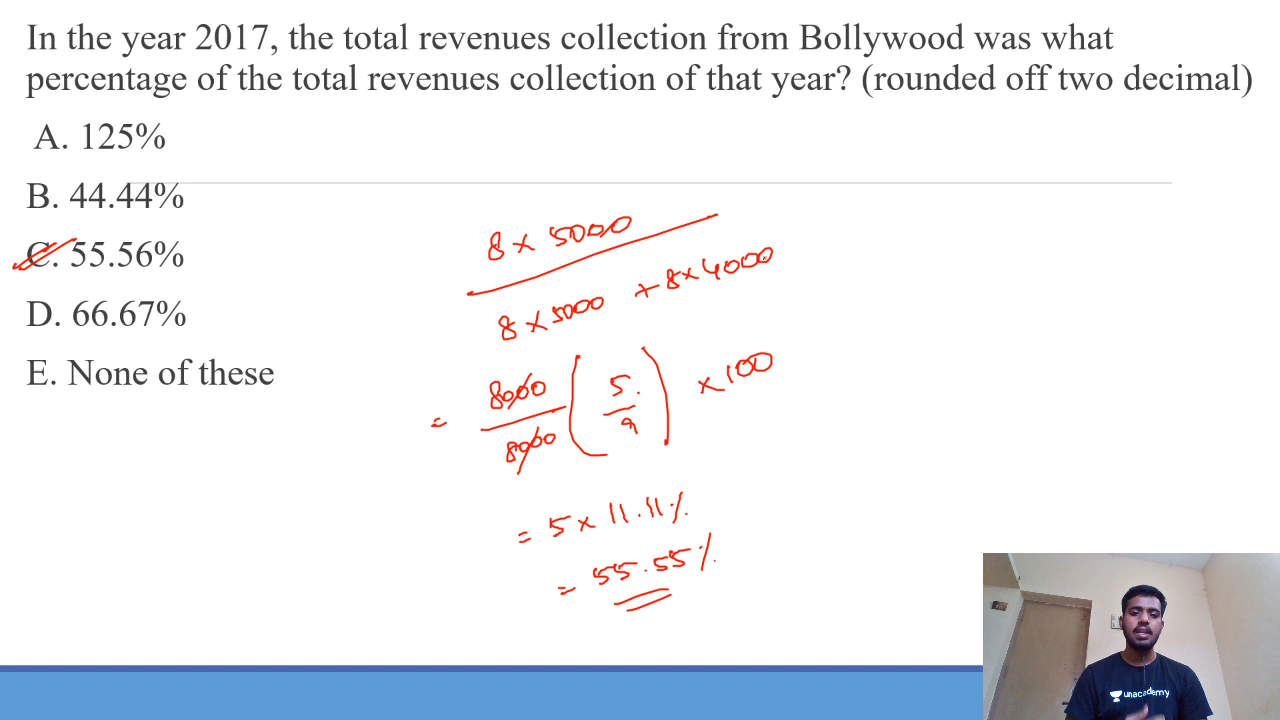 In the year 2017, the total revenues collection from Bollywood was what
percentage of the total revenues collection of that year? (rounded off two decimal)
A. 125%
B. 44.44%
C. 55.56%
D. 66.67%
E. None of these
8 × 5000
8 × 5000 + 8 × 4000
= 8000 ( 5 ) × 100
8000 9
= 5 × 11.11%
= 55.55%
unacademy